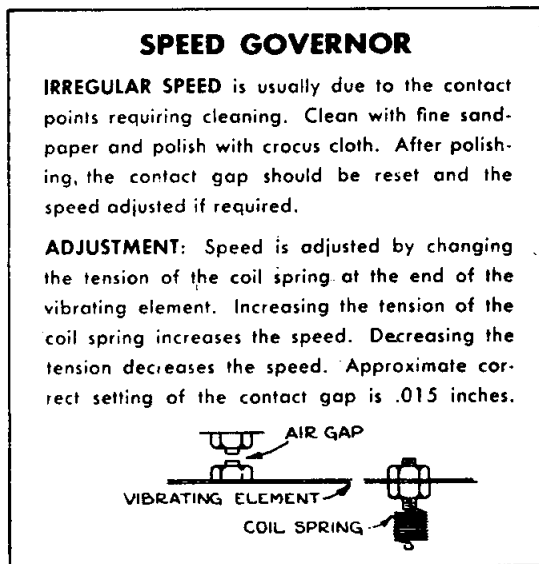 SPEED GOVERNOR
IRREGULAR SPEED is usually due to the contact
points requiring cleaning. Clean with fine sand-
paper and polish with crocus cloth. After polish-
ing, the contact gap should be reset and the
speed adjusted if required.
ADJUSTMENT: Speed is adjusted by changing
the tension of the coil spring at the end of the
vibrating element. Increasing the tension of the
coil spring increases the speed. Decreasing the
tension decreases the speed. Approximate cor-
rect setting of the contact gap is .015 inches.
AIR GAP
VIBRATING ELEMENT
COIL SPRING